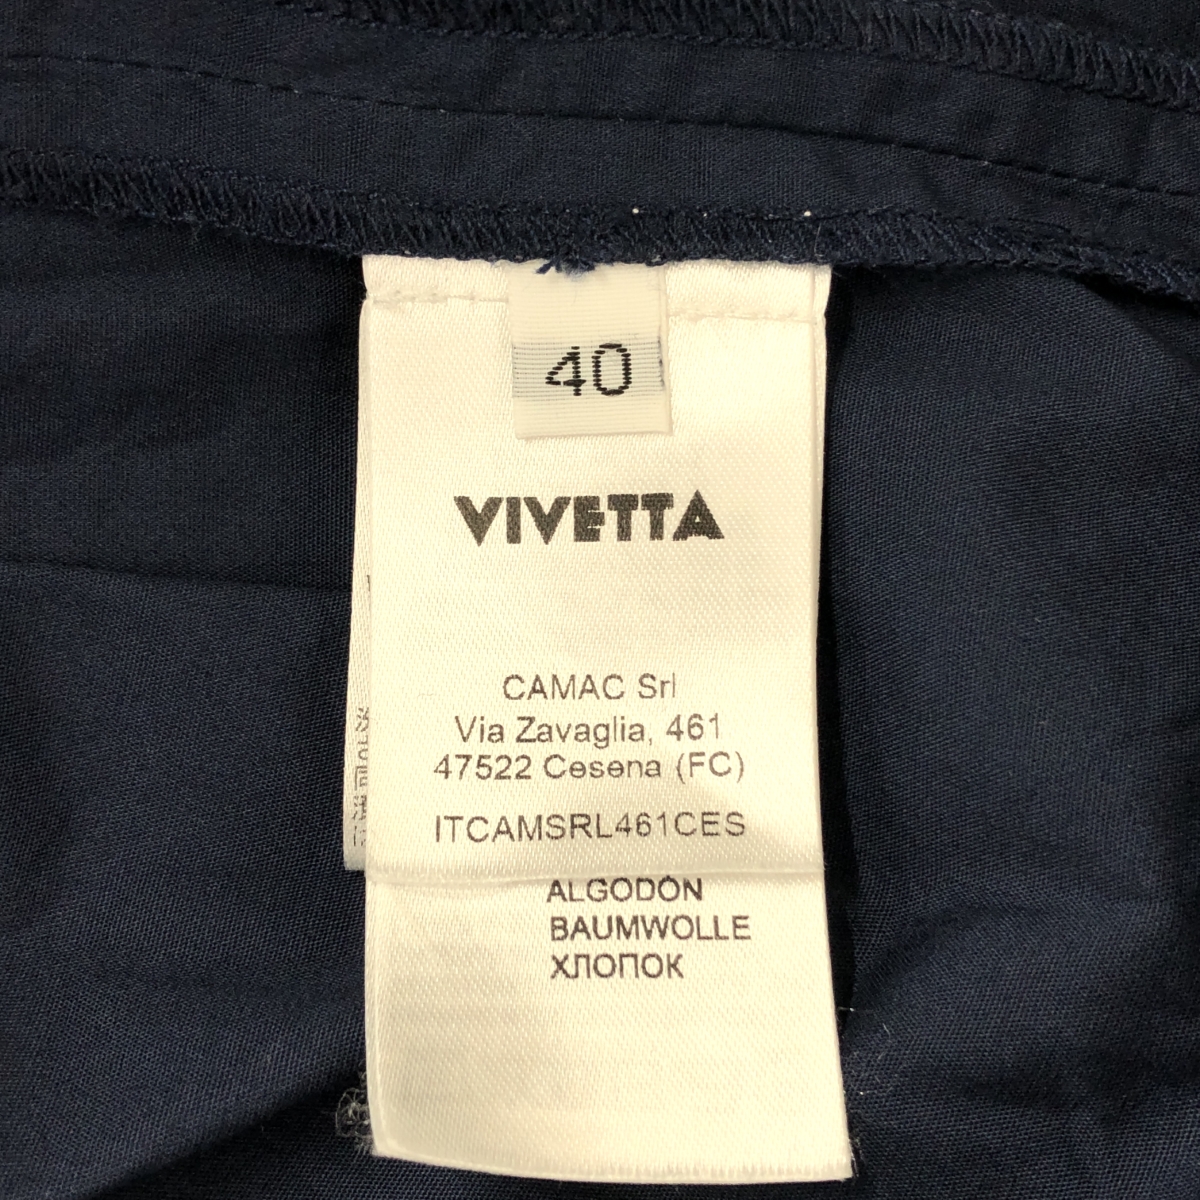 40
VIVETTA
CAMAC Srl
Via Zavaglia, 461
47522 Cesena (FC)
ITCAMSRL461CES
ALGODÓN
BAUMWOLLE
ХЛОПОК